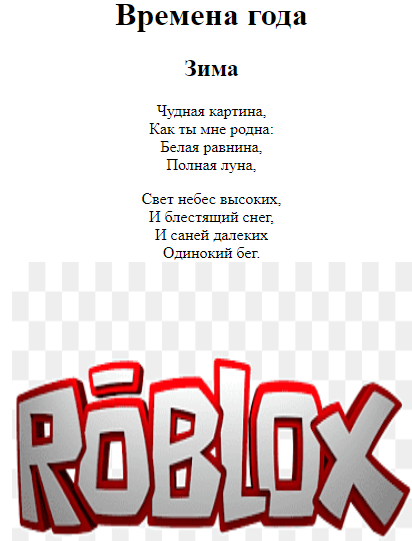 Времена года
Зима
Чудная картина,
Как ты мне родна:
Белая равнина,
Полная луна,
Свет небес высоких,
И блестящий снег,
И саней далеких
Одинокий бег.
RŌBLOX